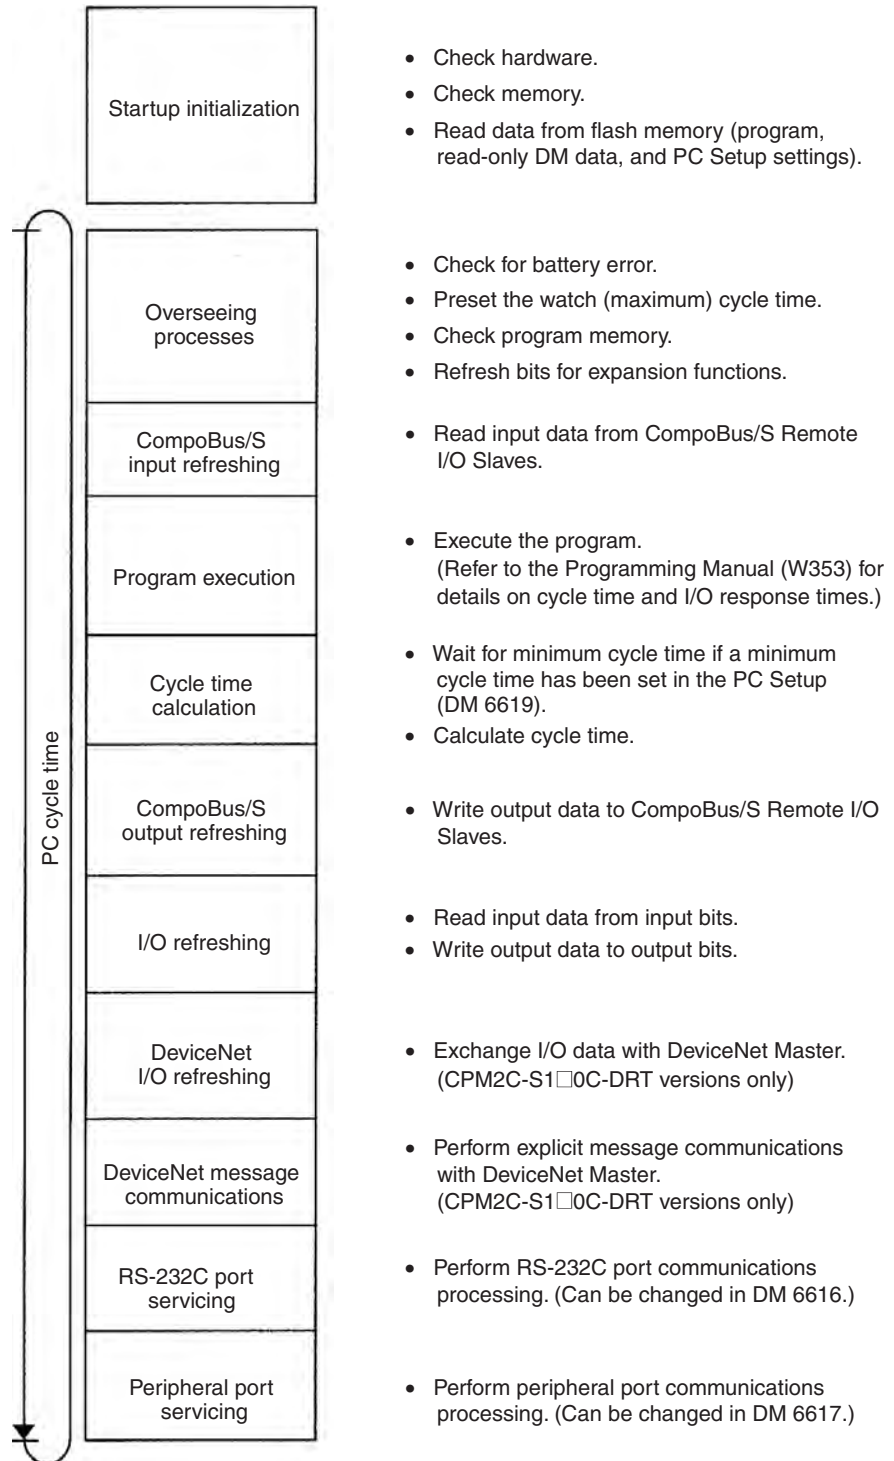 Startup initialization
• Check hardware.
• Check memory.
• Read data from flash memory (program,
read-only DM data, and PC Setup settings).
PC cycle time
Overseeing
processes
• Check for battery error.
• Preset the watch (maximum) cycle time.
• Check program memory.
• Refresh bits for expansion functions.
CompoBus/S
input refreshing
• Read input data from CompoBus/S Remote
I/O Slaves.
Program execution
• Execute the program.
(Refer to the Programming Manual (W353) for
details on cycle time and I/O response times.)
Cycle time
calculation
• Wait for minimum cycle time if a minimum
cycle time has been set in the PC Setup
(DM 6619).
• Calculate cycle time.
CompoBus/S
output refreshing
• Write output data to CompoBus/S Remote I/O
Slaves.
I/O refreshing
• Read input data from input bits.
• Write output data to output bits.
DeviceNet
I/O refreshing
• Exchange I/O data with DeviceNet Master.
(CPM2C-S1□0C-DRT versions only)
DeviceNet message
communications
• Perform explicit message communications
with DeviceNet Master.
(CPM2C-S1□0C-DRT versions only)
RS-232C port
servicing
• Perform RS-232C port communications
processing. (Can be changed in DM 6616.)
Peripheral port
servicing
• Perform peripheral port communications
processing. (Can be changed in DM 6617.)